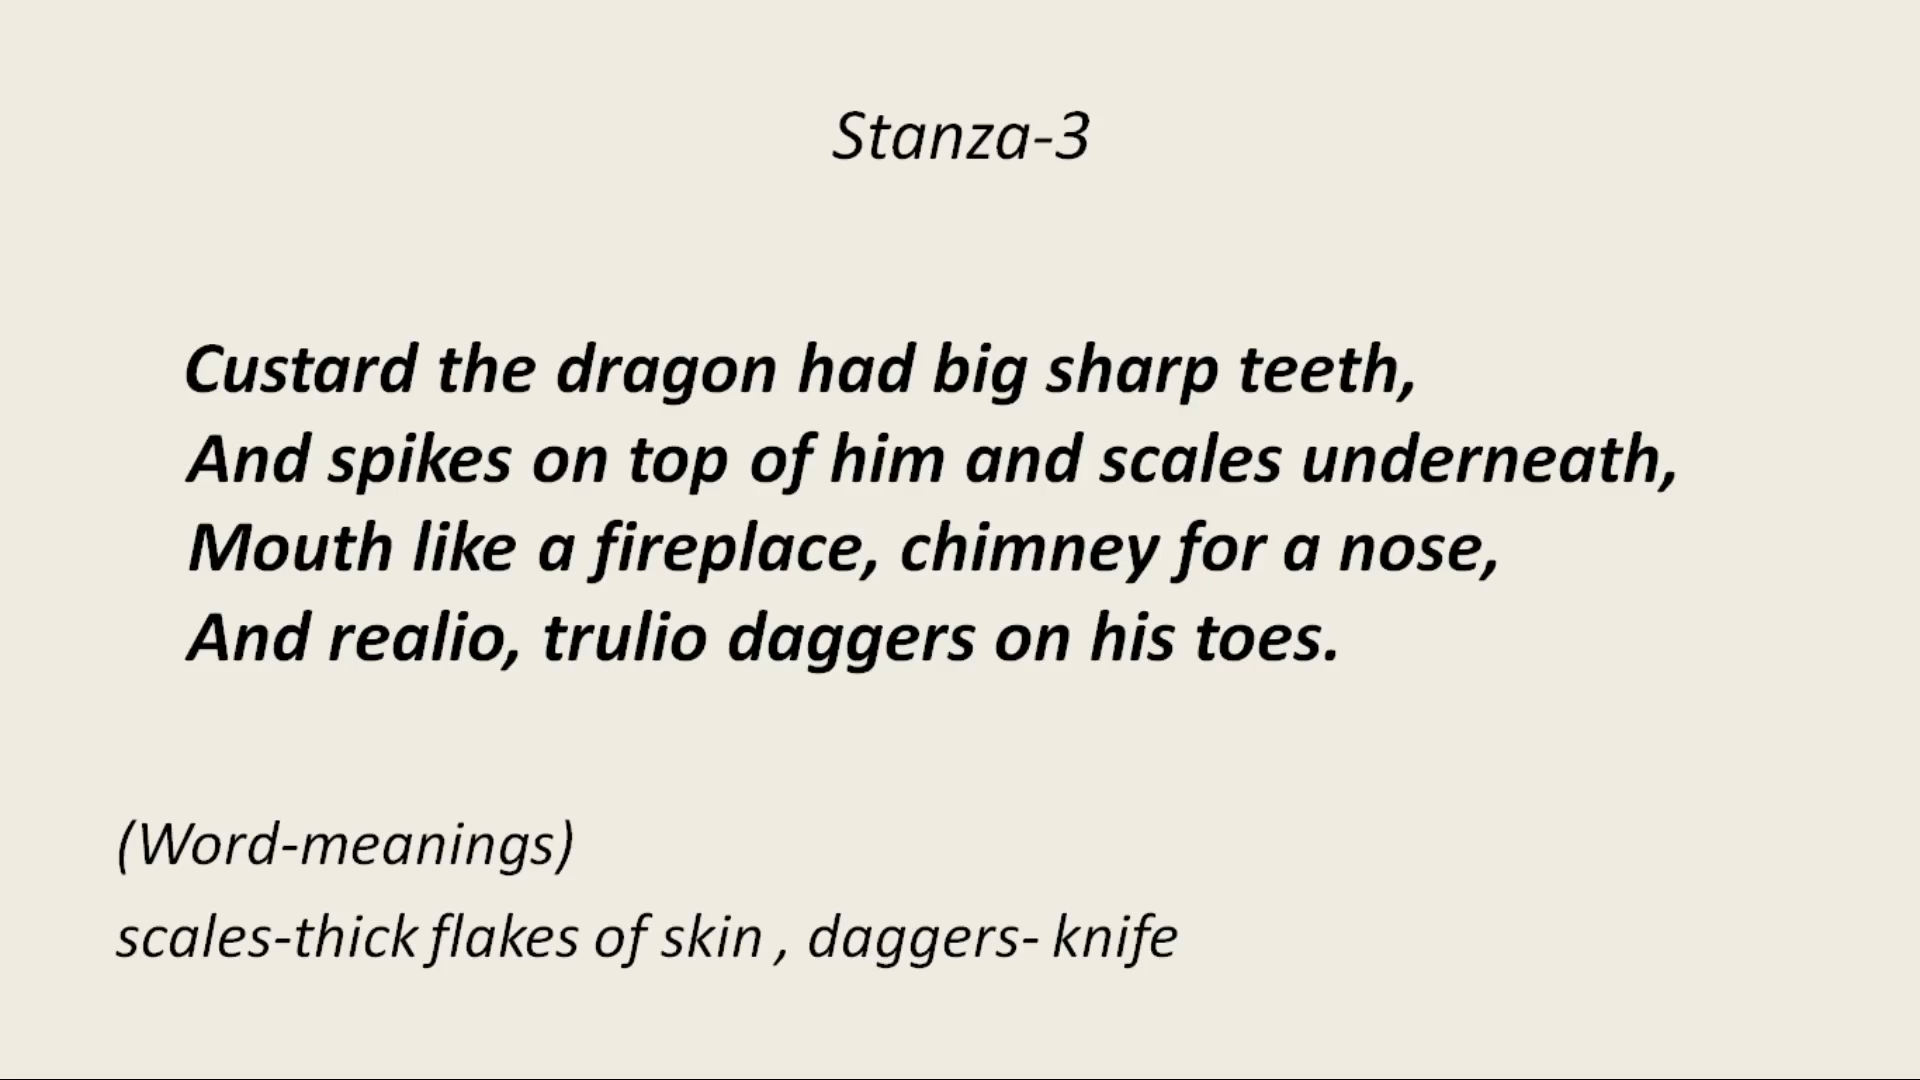 Stanza-3
Custard the dragon had big sharp teeth,
And spikes on top of him and scales underneath,
Mouth like a fireplace, chimney for a nose,
And realio, trulio daggers on his toes.
(Word-meanings)
scales-thick flakes of skin , daggers- knife